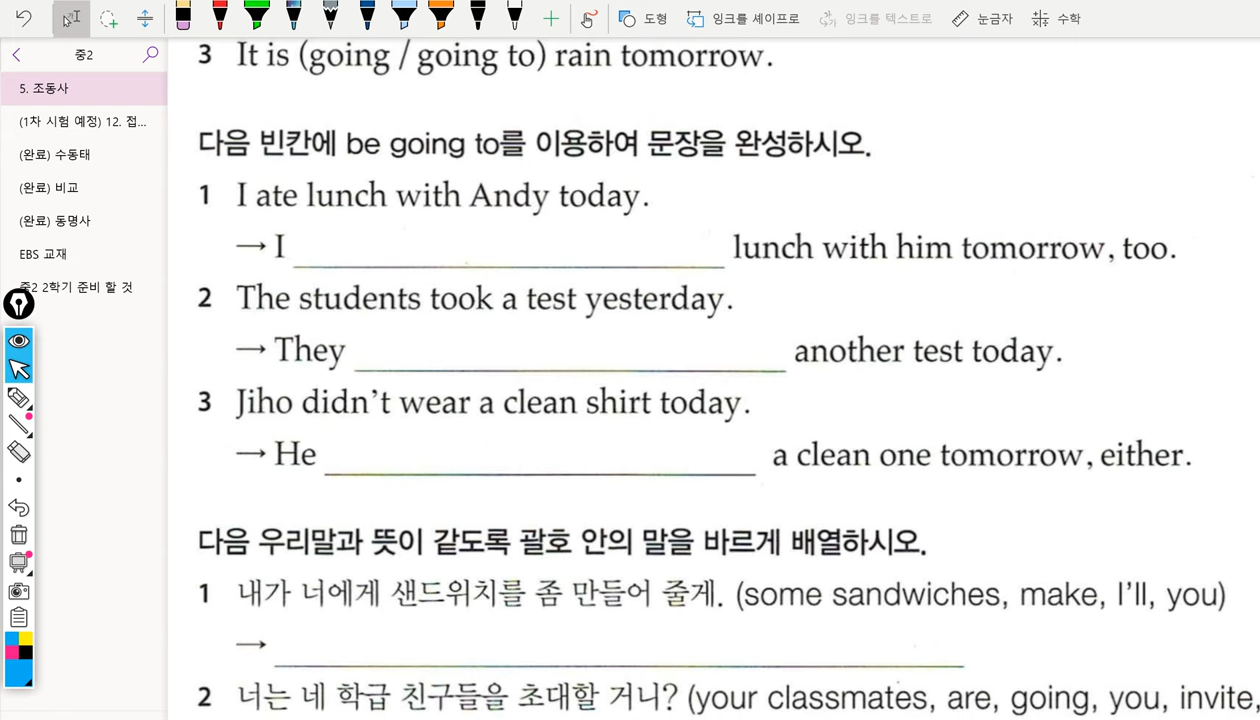 도형 잉크를 셰이프로 잉크를 텍스트로 눈금자 수학
중2
5. 조동사
(1차 시험 예정) 12. 접...
(완료) 수동태
(완료) 비교
(완료) 동명사
EBS 교재
중2 2학기 준비 할 것
3 It is (going / going to) rain tomorrow.
다음 빈칸에 be going to를 이용하여 문장을 완성하시오.
1 I ate lunch with Andy today.
→ I lunch with him tomorrow, too.
2 The students took a test yesterday.
→ They another test today.
3 Jiho didn't wear a clean shirt today.
→ He a clean one tomorrow, either.
다음 우리말과 뜻이 같도록 괄호 안의 말을 바르게 배열하시오.
1 내가 너에게 샌드위치를 좀 만들어 줄게. (some sandwiches, make, I'll, you)
→
2 너는 네 학급 친구들을 초대할 거니? (your classmates, are, going, you, invite,